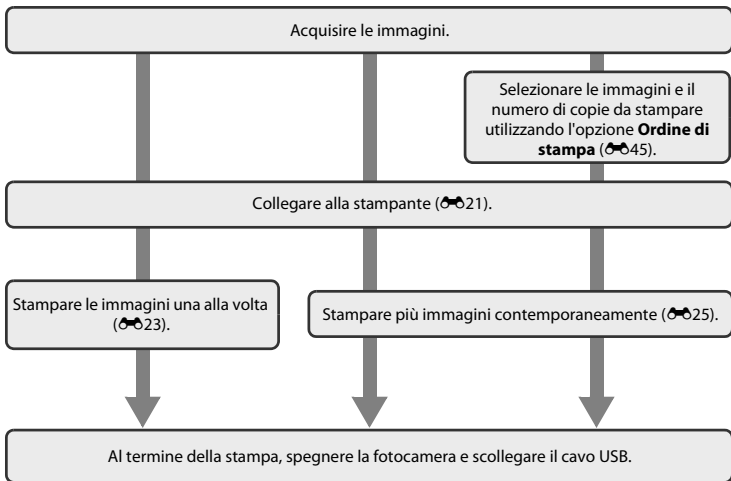 Acquisire le immagini.
Selezionare le immagini e il
numero di copie da stampare
utilizzando l'opzione Ordine di
stampa (45).
Collegare alla stampante (21).
Stampare le immagini una alla volta
(23).
Stampare più immagini contemporaneamente (25).
Al termine della stampa, spegnere la fotocamera e scollegare il cavo USB.